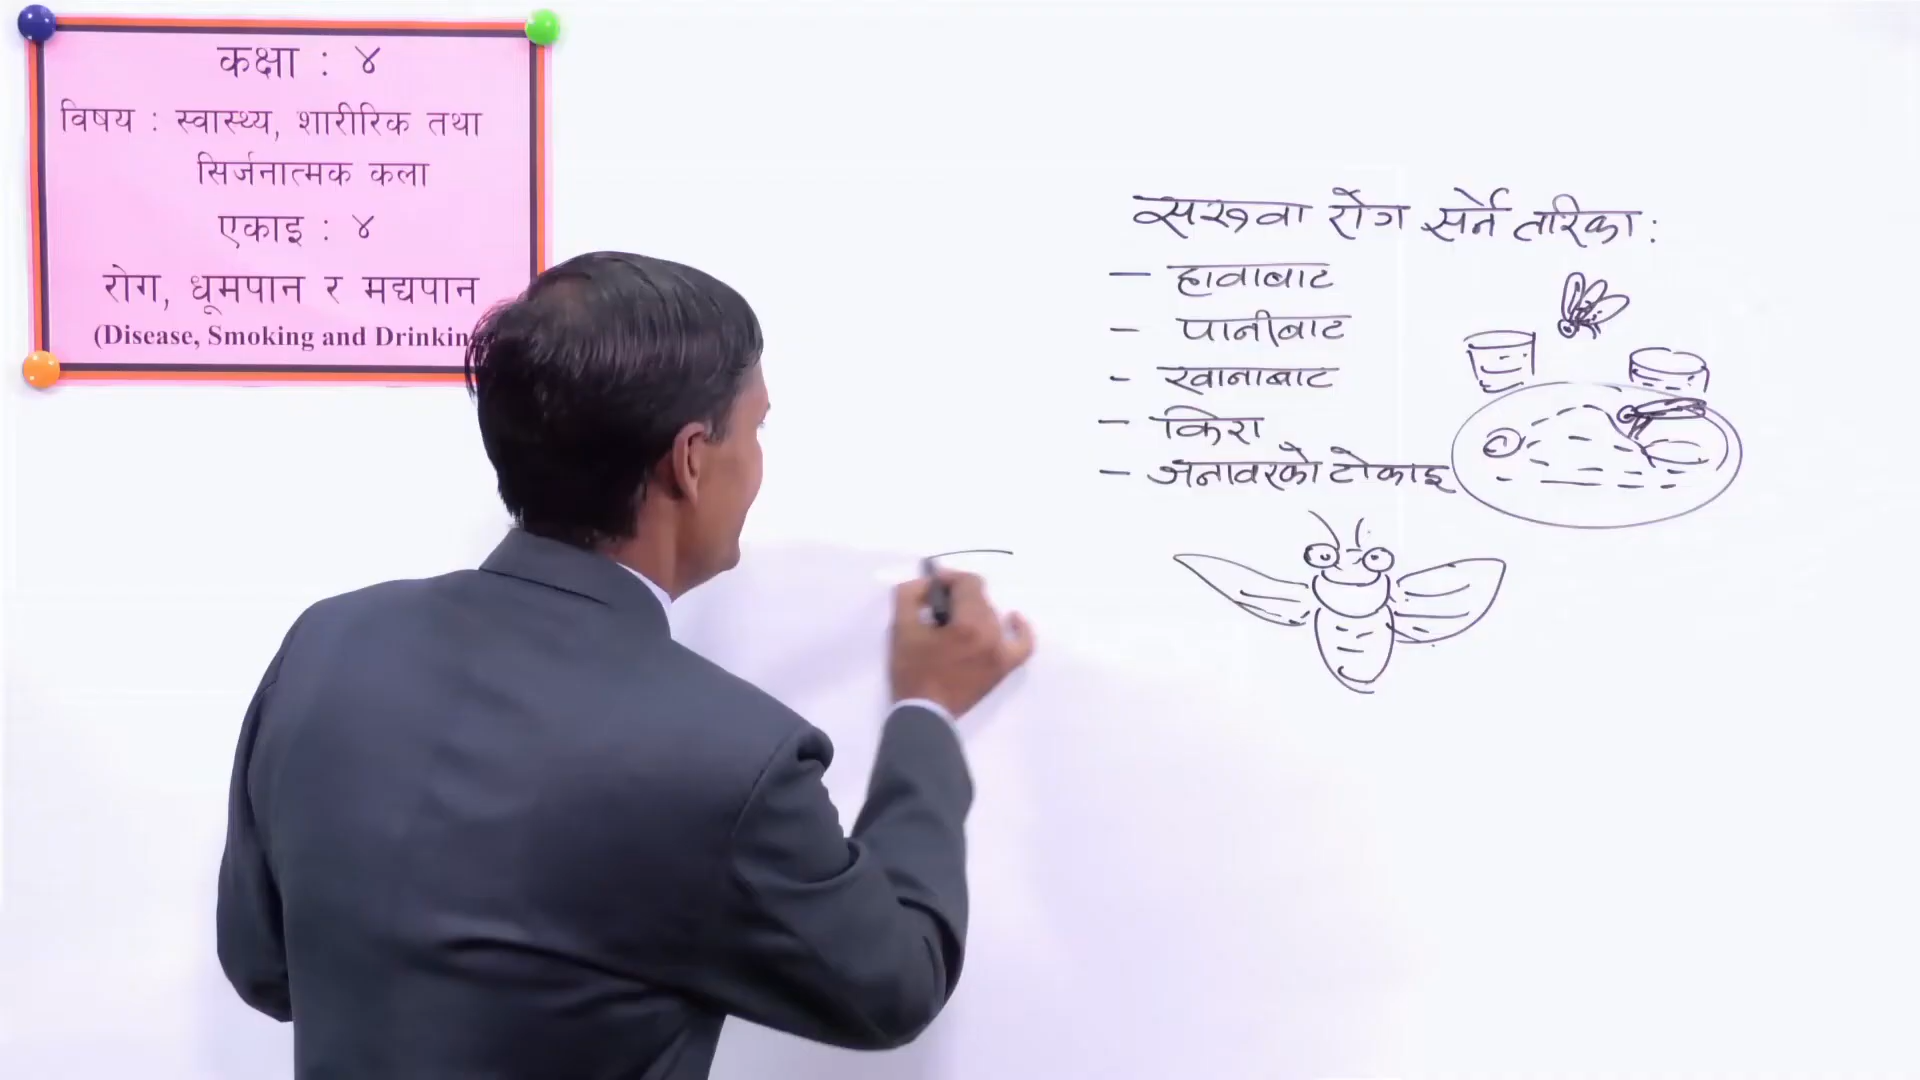 कक्षा : ४
विषय : स्वास्थ्य, शारीरिक तथा
सिर्जनात्मक कला
एकाइ : ४
रोग, धूमपान र मद्यपान
(Disease, Smoking and Drinkin
सरुवा रोग सर्ने तरिका :
– हावाबाट
– पानीबाट
- खानाबाट
– किरा
– जनावरको टोकाइ